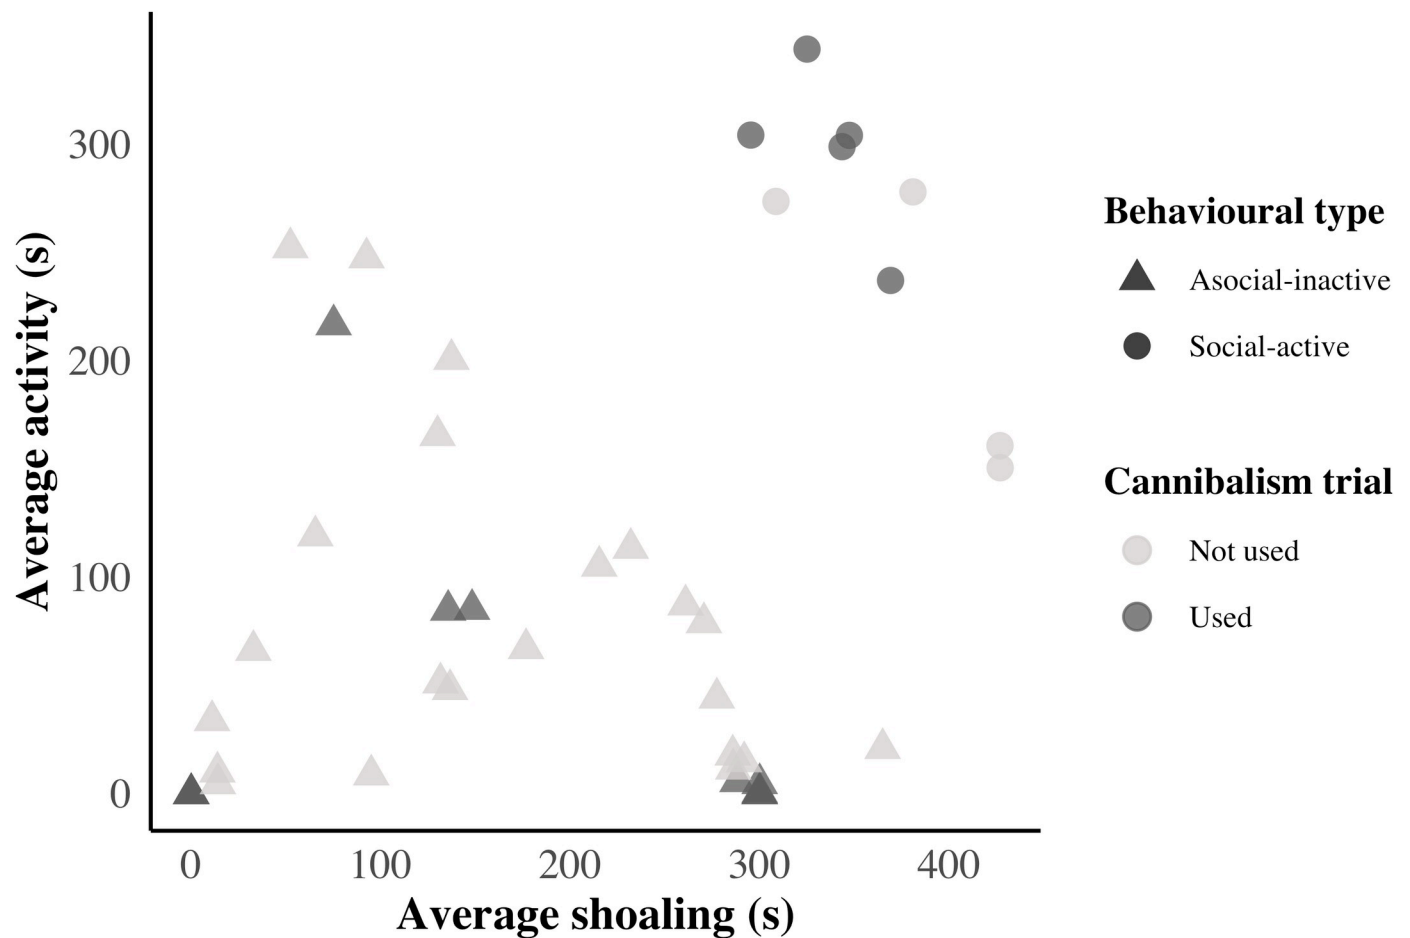 Average activity (s)
300
200
100
0
0 100 200 300 400
Average shoaling (s)
Behavioural type
Asocial-inactive
Social-active
Cannibalism trial
Not used
Used